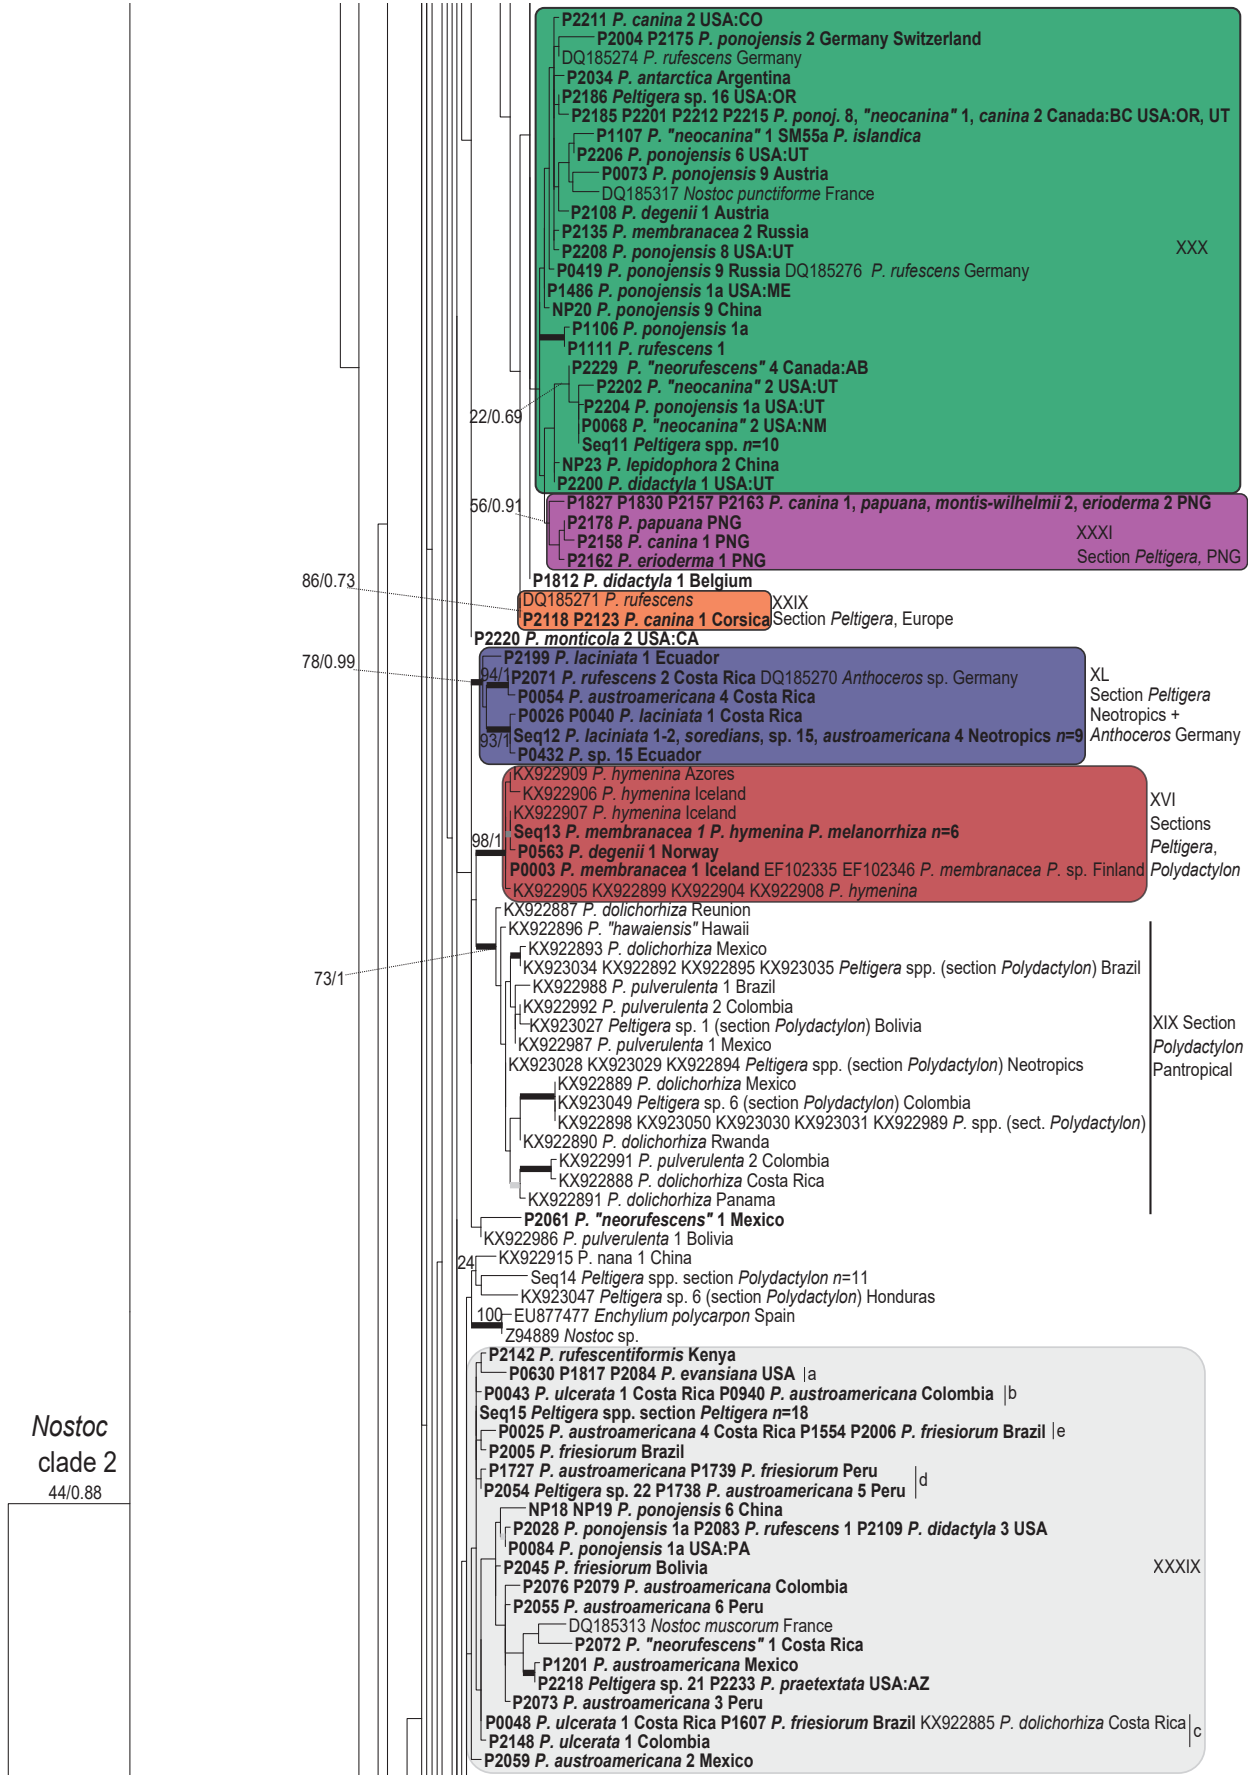 P2211 P. canina 2 USA:CO
P2004 P2175 P. ponojensis 2 Germany Switzerland
DQ185274 P. rufescens Germany
P2034 P. antarctica Argentina
P2186 Peltigera sp. 16 USA:OR
P2185 P2201 P2212 P2215 P. ponoj. 8, "neocanina" 1, canina 2 Canada:BC USA:OR, UT
P1107 P. "neocanina" 1 SM55a P. islandica
P2206 P. ponojensis 6 USA:UT
P0073 P. ponojensis 9 Austria
DQ185317 Nostoc punctiforme France
P2108 P. degenii 1 Austria
P2135 P. membranacea 2 Russia
P2208 P. ponojensis 8 USA:UT
XXX
P0419 P. ponojensis 9 Russia DQ185276 P. rufescens Germany
P1486 P. ponojensis 1a USA:ME
NP20 P. ponojensis 9 China
P1106 P. ponojensis 1a
P1111 P. rufescens 1
P2229 P. "neorufescens" 4 Canada:AB
P2202 P. "neocanina" 2 USA:UT
P2204 P. ponojensis 1a USA:UT
22/0.69
P0068 P. "neocanina" 2 USA:NM
Seq11 Peltigera spp. n=10
NP23 P. lepidophora 2 China
P2200 P. didactyla 1 USA:UT
56/0.91
P1827 P1830 P2157 P2163 P. canina 1, papuana, montis-wilhelmii 2, erioderma 2 PNG
P2178 P. papuana PNG
P2158 P. canina 1 PNG
P2162 P. erioderma 1 PNG
XXXI
Section Peltigera, PNG
86/0.73
P1812 P. didactyla 1 Belgium
DQ185271 P. rufescens
P2118 P2123 P. canina 1 Corsica
XXIX
Section Peltigera, Europe
P2220 P. monticola 2 USA:CA
78/0.99
P2199 P. laciniata 1 Ecuador
94/1
P2071 P. rufescens 2 Costa Rica DQ185270 Anthoceros sp. Germany
P0054 P. austroamericana 4 Costa Rica
P0026 P0040 P. laciniata 1 Costa Rica
Seq12 P. laciniata 1-2, soredians, sp. 15, austroamericana 4 Neotropics n=9
93/1
P0432 P. sp. 15 Ecuador
XL
Section Peltigera
Neotropics +
Anthoceros Germany
KX922909 P. hymenina Azores
KX922906 P. hymenina Iceland
KX922907 P. hymenina Iceland
Seq13 P. membranacea 1 P. hymenina P. melanorrhiza n=6
98/1
P0563 P. degenii 1 Norway
P0003 P. membranacea 1 Iceland EF102335 EF102346 P. membranacea P. sp. Finland
KX922905 KX922899 KX922904 KX922908 P. hymenina
XVI
Sections
Peltigera,
Polydactylon
KX922887 P. dolichorhiza Reunion
KX922896 P. "hawaiensis" Hawaii
KX922893 P. dolichorhiza Mexico
KX923034 KX922892 KX922895 KX923035 Peltigera spp. (section Polydactylon) Brazil
73/1
KX922988 P. pulverulenta 1 Brazil
KX922992 P. pulverulenta 2 Colombia
KX923027 Peltigera sp. 1 (section Polydactylon) Bolivia
KX922987 P. pulverulenta 1 Mexico
KX923028 KX923029 KX922894 Peltigera spp. (section Polydactylon) Neotropics
KX922889 P. dolichorhiza Mexico
KX923049 Peltigera sp. 6 (section Polydactylon) Colombia
KX922898 KX923050 KX923030 KX923031 KX922989 P. spp. (sect. Polydactylon)
KX922890 P. dolichorhiza Rwanda
KX922991 P. pulverulenta 2 Colombia
KX922888 P. dolichorhiza Costa Rica
KX922891 P. dolichorhiza Panama
XIX Section
Polydactylon
Pantropical
P2061 P. "neorufescens" 1 Mexico
KX922986 P. pulverulenta 1 Bolivia
24
KX922915 P. nana 1 China
Seq14 Peltigera spp. section Polydactylon n=11
KX923047 Peltigera sp. 6 (section Polydactylon) Honduras
100
EU877477 Enchylium polycarpon Spain
Z94889 Nostoc sp.
P2142 P. rufescentiformis Kenya
P0630 P1817 P2084 P. evansiana USA a
P0043 P. ulcerata 1 Costa Rica P0940 P. austroamericana Colombia b
Seq15 Peltigera spp. section Peltigera n=18
P0025 P. austroamericana 4 Costa Rica P1554 P2006 P. friesiorum Brazil e
P2005 P. friesiorum Brazil
P1727 P. austroamericana P1739 P. friesiorum Peru
d
P2054 Peltigera sp. 22 P1738 P. austroamericana 5 Peru
NP18 NP19 P. ponojensis 6 China
P2028 P. ponojensis 1a P2083 P. rufescens 1 P2109 P. didactyla 3 USA
P0084 P. ponojensis 1a USA:PA
P2045 P. friesiorum Bolivia
XXXIX
P2076 P2079 P. austroamericana Colombia
P2055 P. austroamericana 6 Peru
DQ185313 Nostoc muscorum France
P2072 P. "neorufescens" 1 Costa Rica
P1201 P. austroamericana Mexico
P2218 Peltigera sp. 21 P2233 P. praetextata USA:AZ
P2073 P. austroamericana 3 Peru
P0048 P. ulcerata 1 Costa Rica P1607 P. friesiorum Brazil KX922885 P. dolichorhiza Costa Rica
c
P2148 P. ulcerata 1 Colombia
P2059 P. austroamericana 2 Mexico
Nostoc
clade 2
44/0.88